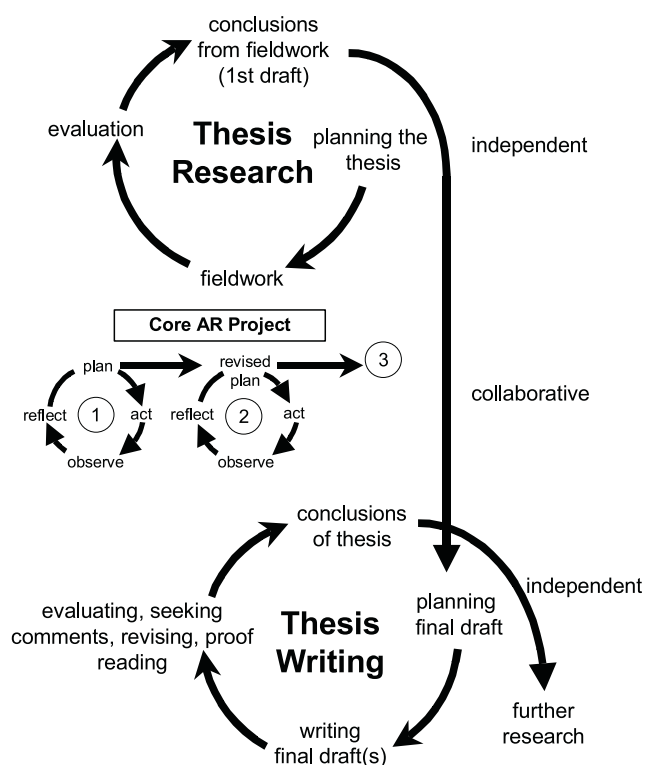 conclusions
from fieldwork
(1st draft)
evaluation
Thesis
Research
planning the
thesis
independent
fieldwork
Core AR Project
plan
reflect
1
act
observe
revised
plan
reflect
2
act
observe
3
collaborative
conclusions
of thesis
independent
evaluating, seeking
comments, revising, proof
reading
Thesis
Writing
planning
final draft
writing
final draft(s)
further
research